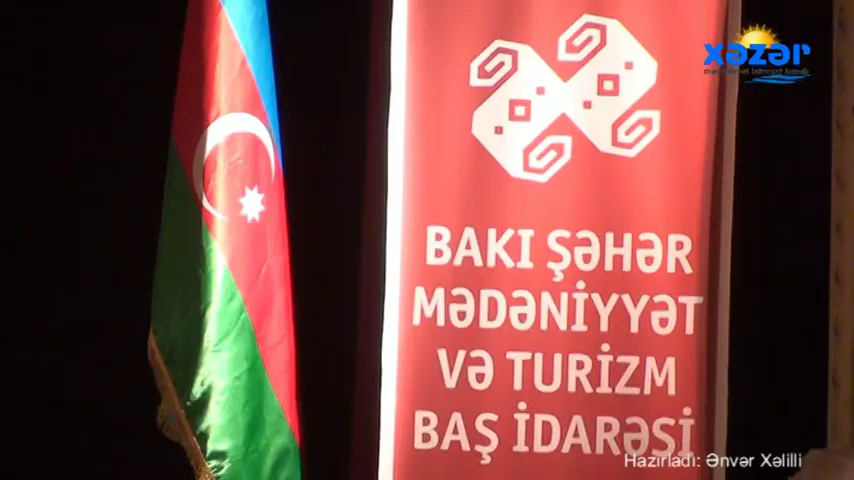 xəzər
BAKI ŞƏHƏR
MƏDƏNİYYƏT
VƏ TURİZM
BAŞ İDARƏSİ
Hazırladı: Ənvər Xəlilli